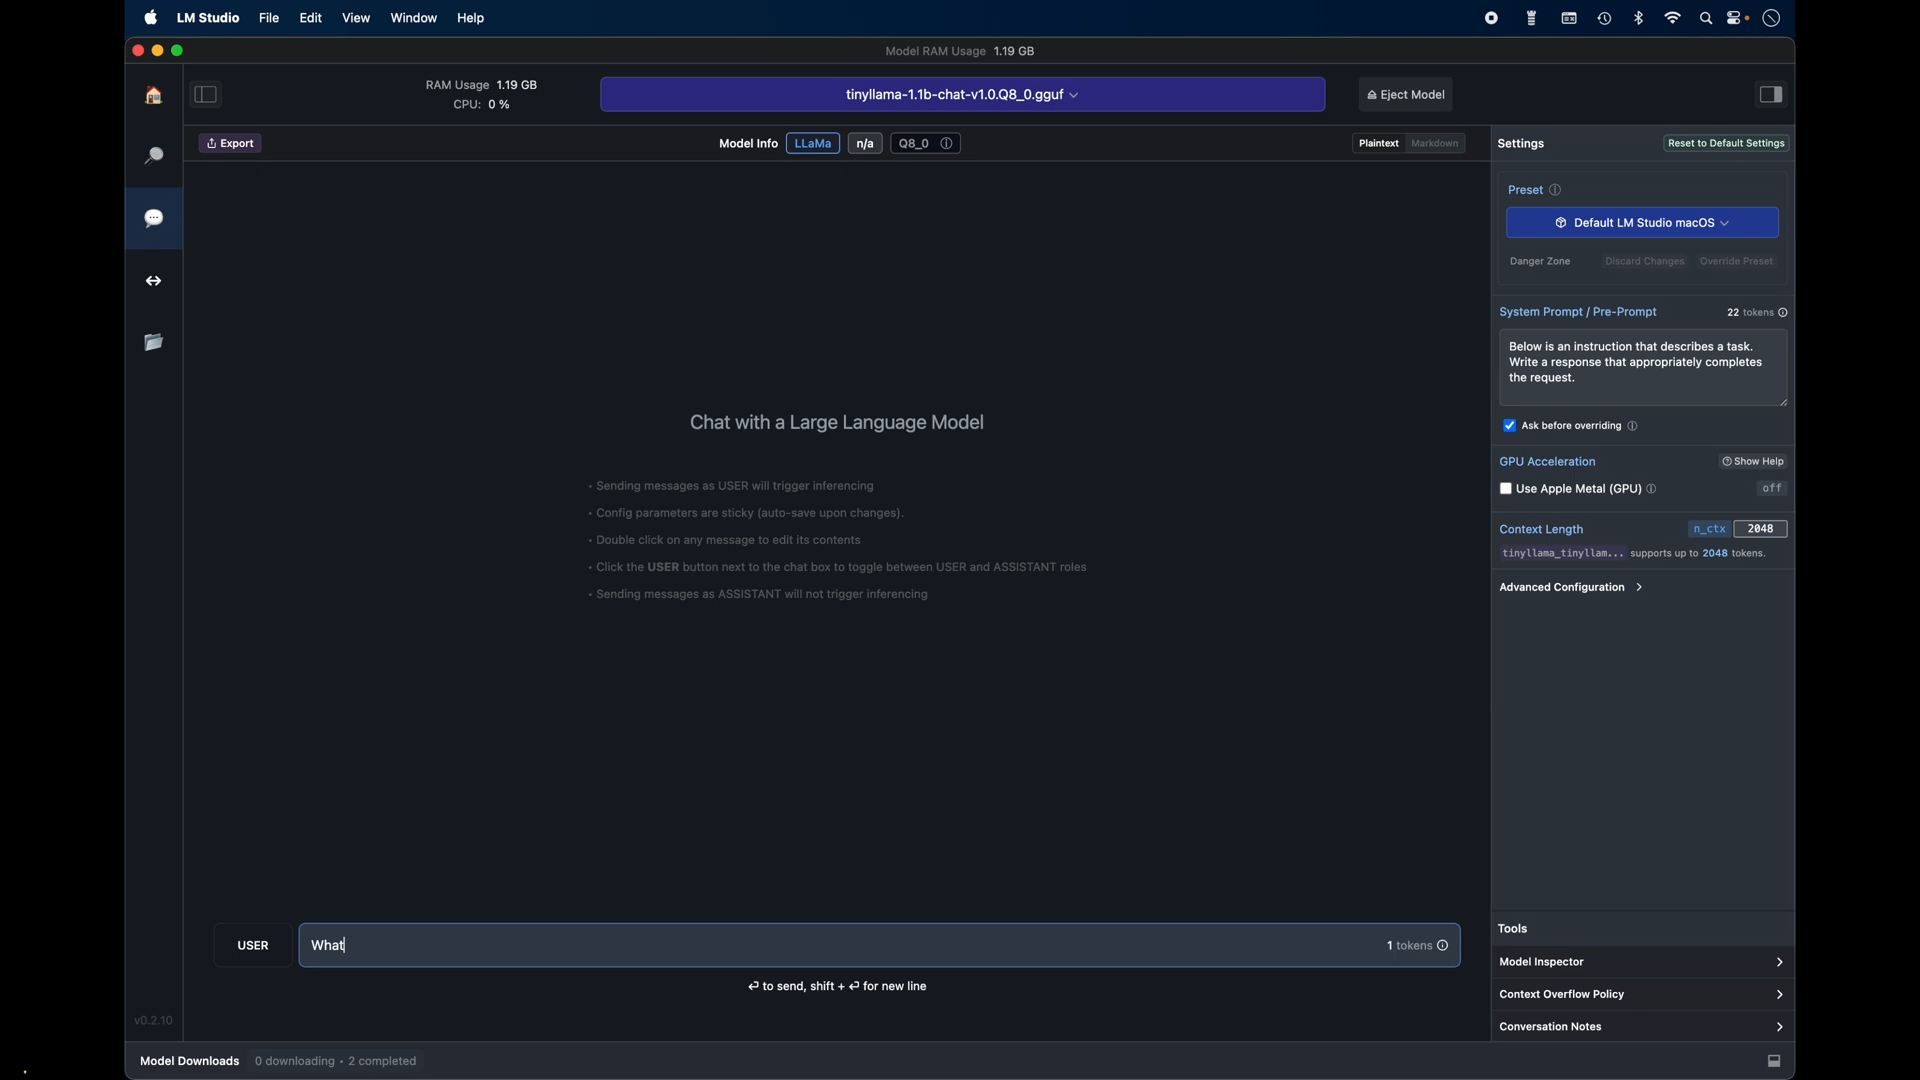 LM Studio File Edit View Window Help
Model RAM Usage 1.19 GB
RAM Usage 1.19 GB
CPU: 0 %
tinyllama-1.1b-chat-v1.0.Q8_0.gguf
Eject Model
Export
Model Info LLaMa n/a Q8_0
Plaintext Markdown
Settings
Reset to Default Settings
Preset
Default LM Studio macOS
Danger Zone Discard Changes Override Preset
System Prompt / Pre-Prompt 22 tokens
Below is an instruction that describes a task.
Write a response that appropriately completes
the request.
Ask before overriding
GPU Acceleration Show Help
Use Apple Metal (GPU) off
Context Length n_ctx 2048
tinyllama_tinyllam... supports up to 2048 tokens.
Advanced Configuration
Chat with a Large Language Model
• Sending messages as USER will trigger inferencing
• Config parameters are sticky (auto-save upon changes).
• Double click on any message to edit its contents
• Click the USER button next to the chat box to toggle between USER and ASSISTANT roles
• Sending messages as ASSISTANT will not trigger inferencing
USER What 1 tokens
⏎ to send, shift + ⏎ for new line
Tools
Model Inspector
Context Overflow Policy
Conversation Notes
v0.2.10
Model Downloads 0 downloading • 2 completed